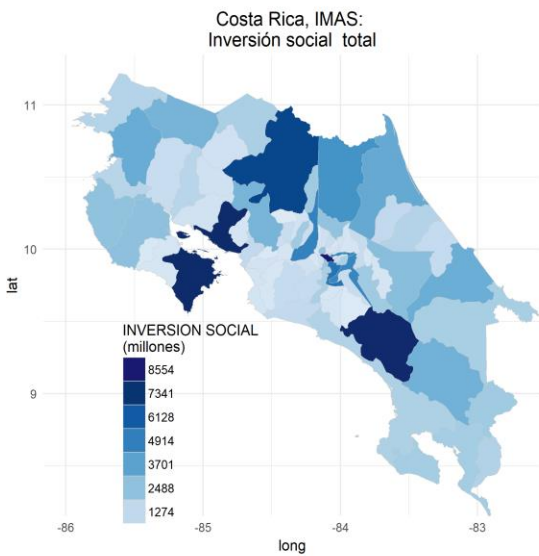 Costa Rica, IMAS:
Inversión social total
11
10
9
lat
INVERSION SOCIAL
(millones)
8554
7341
6128
4914
3701
2488
1274
-86
-85
-84
-83
long